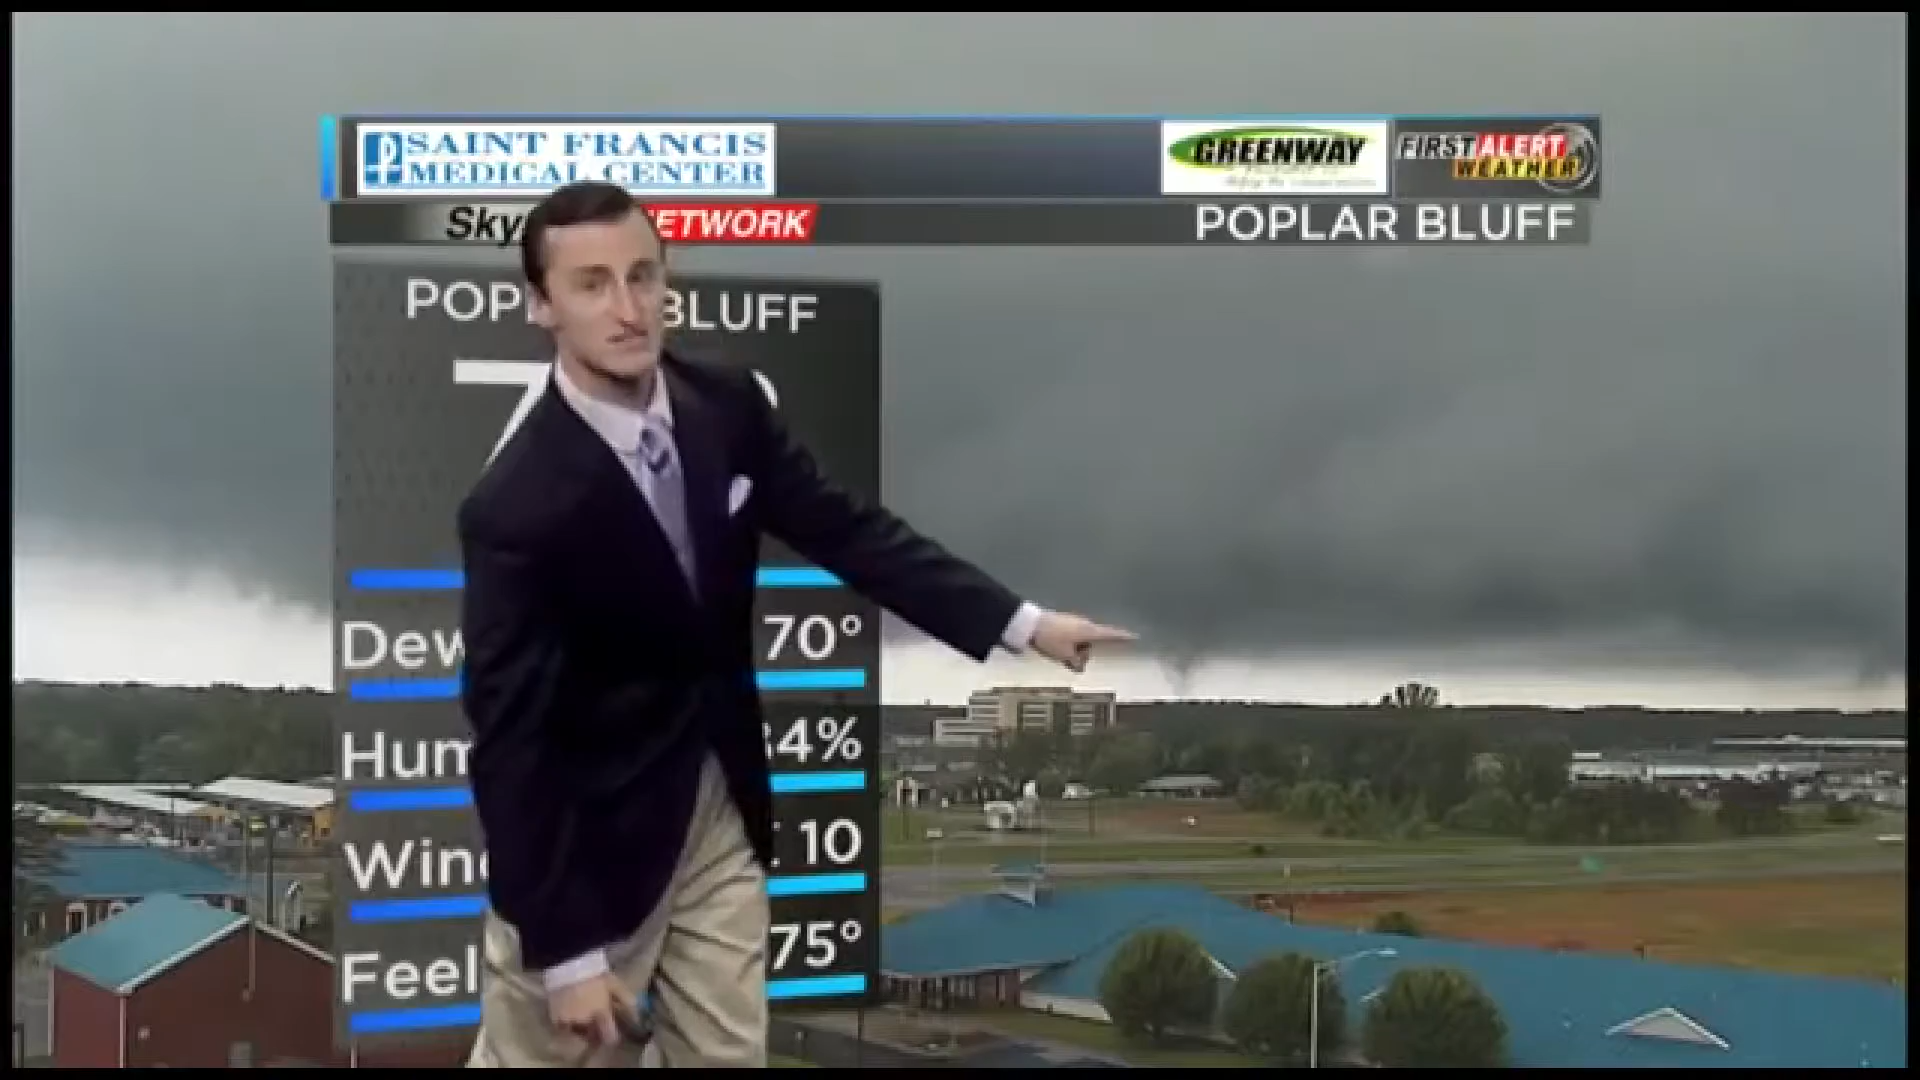 SAINT FRANCIS
MEDICAL CENTER
GREENWAY
FIRST ALERT
WEATHER
Sky
ETWORK
POPLAR BLUFF
POP BLUFF
7
Dew 70°
Hum 4%
Wind 10
Feel 75°